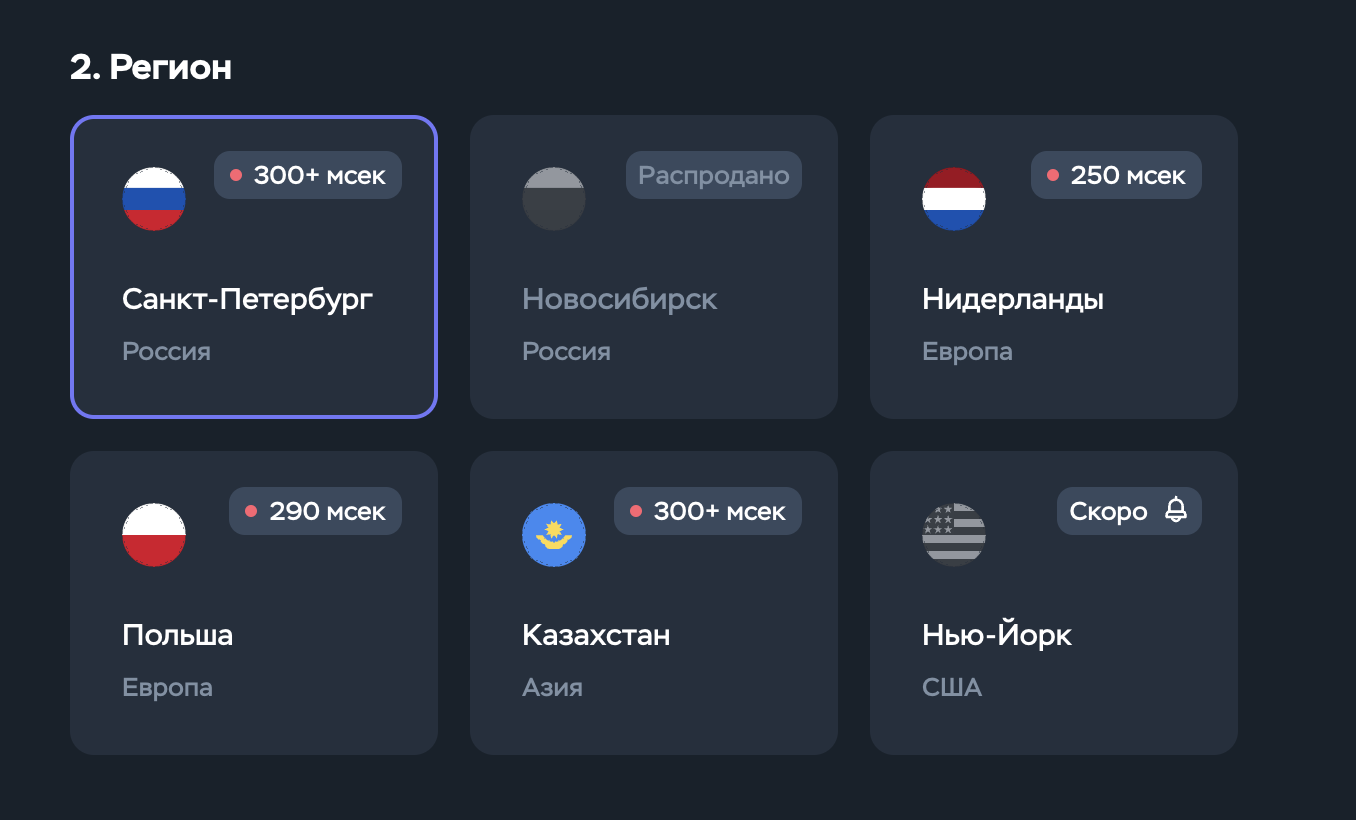 2. Регион
300+ мсек
Санкт-Петербург
Россия
Распродано
Новосибирск
Россия
250 мсек
Нидерланды
Европа
290 мсек
Польша
Европа
300+ мсек
Казахстан
Азия
Скоро
Нью-Йорк
США